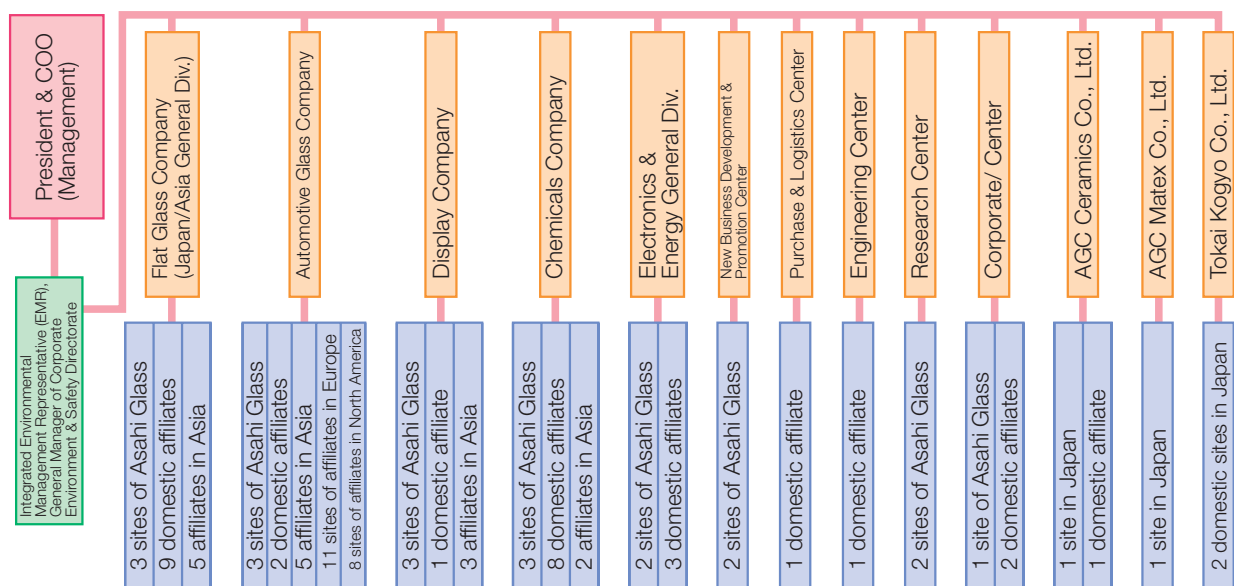 President & COO
(Management)
Integrated Environmental
Management Representative (EMR),
General Manager of Corporate
Environment & Safety Directorate
Flat Glass Company
(Japan/Asia General Div.)
3 sites of Asahi Glass
9 domestic affiliates
5 affiliates in Asia
Automotive Glass Company
3 sites of Asahi Glass
2 domestic affiliates
5 affiliates in Asia
11 sites of affiliates in Europe
8 sites of affiliates in North America
Display Company
3 sites of Asahi Glass
1 domestic affiliate
3 affiliates in Asia
Chemicals Company
3 sites of Asahi Glass
8 domestic affiliates
2 affiliates in Asia
Electronics &
Energy General Div.
2 sites of Asahi Glass
3 domestic affiliates
New Business Development &
Promotion Center
2 sites of Asahi Glass
Purchase & Logistics Center
1 domestic affiliate
Engineering Center
1 domestic affiliate
Research Center
2 sites of Asahi Glass
Corporate/ Center
1 site of Asahi Glass
2 domestic affiliates
AGC Ceramics Co., Ltd.
1 site in Japan
1 domestic affiliate
AGC Matex Co., Ltd.
1 site in Japan
Tokai Kogyo Co., Ltd.
2 domestic sites in Japan